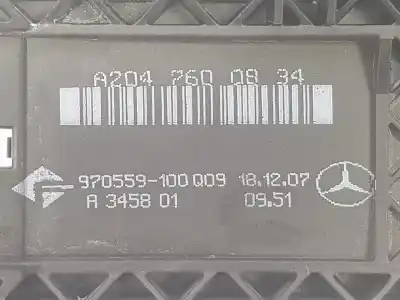 A204 760 08 34
970559-100 Q09 18.12.07
A 3458 01 09.51